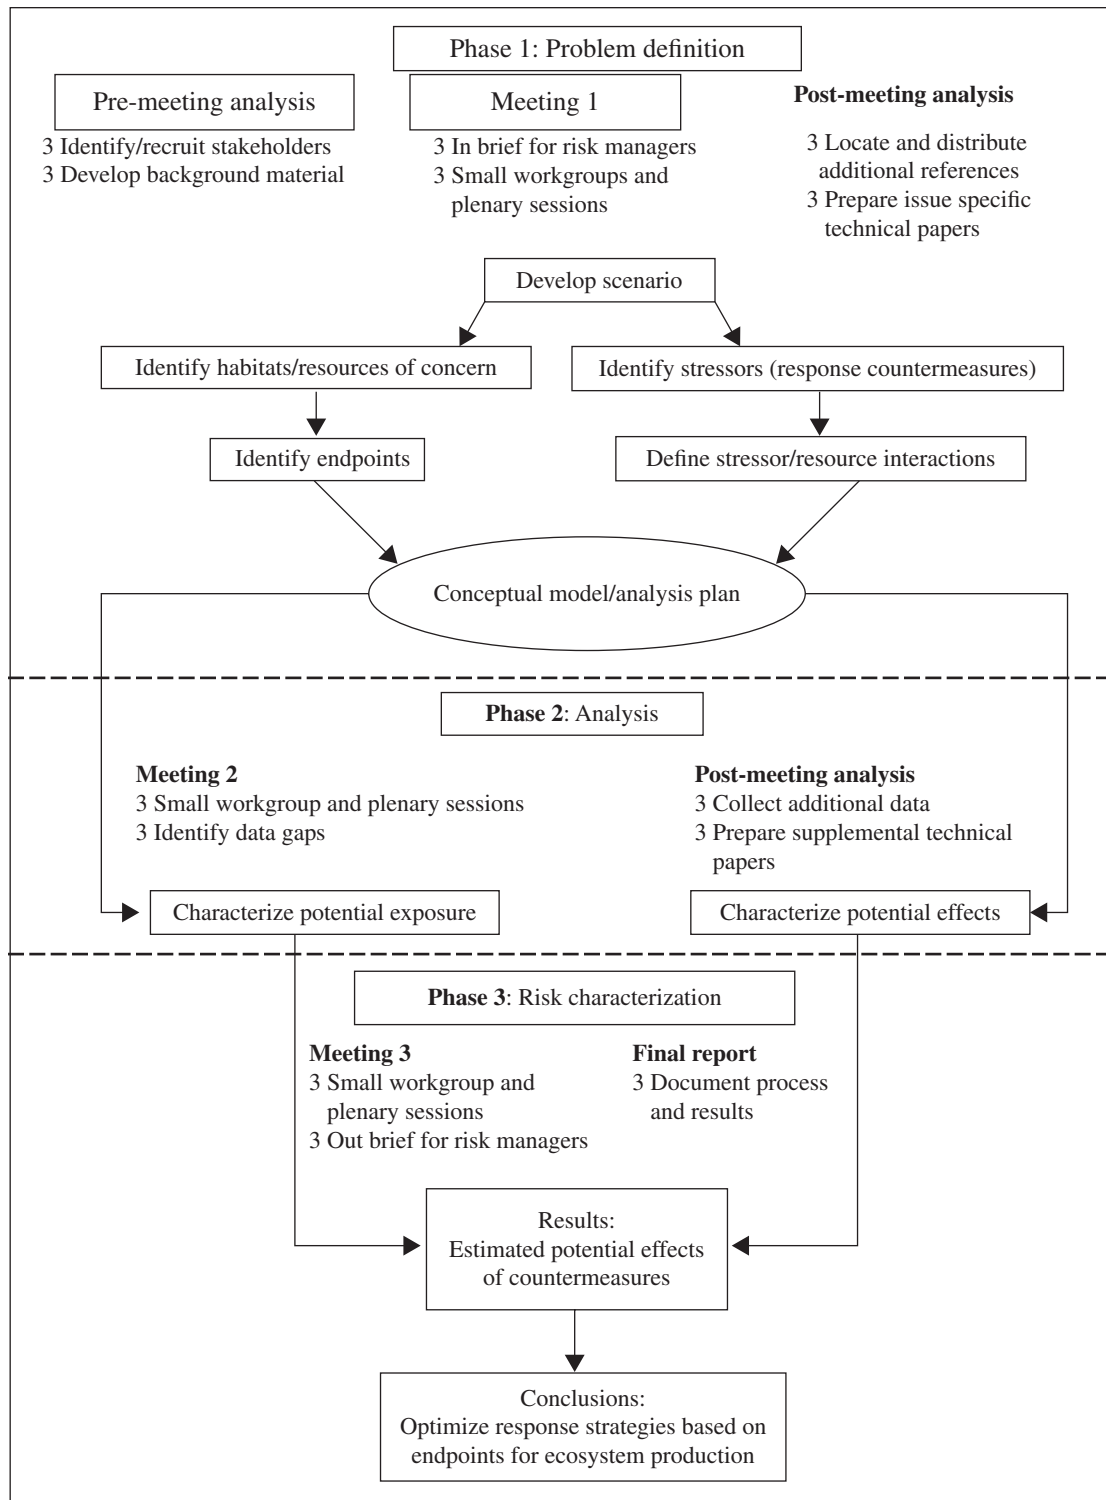 Phase 1: Problem definition
Pre-meeting analysis
3 Identify/recruit stakeholders
3 Develop background material
Meeting 1
3 In brief for risk managers
3 Small workgroups and
plenary sessions
Post-meeting analysis
3 Locate and distribute
additional references
3 Prepare issue specific
technical papers
Develop scenario
Identify habitats/resources of concern
Identify stressors (response countermeasures)
Identify endpoints
Define stressor/resource interactions
Conceptual model/analysis plan
Phase 2: Analysis
Meeting 2
3 Small workgroup and plenary sessions
3 Identify data gaps
Post-meeting analysis
3 Collect additional data
3 Prepare supplemental technical
papers
Characterize potential exposure
Characterize potential effects
Phase 3: Risk characterization
Meeting 3
3 Small workgroup and
plenary sessions
3 Out brief for risk managers
Final report
3 Document process
and results
Results:
Estimated potential effects
of countermeasures
Conclusions:
Optimize response strategies based on
endpoints for ecosystem production